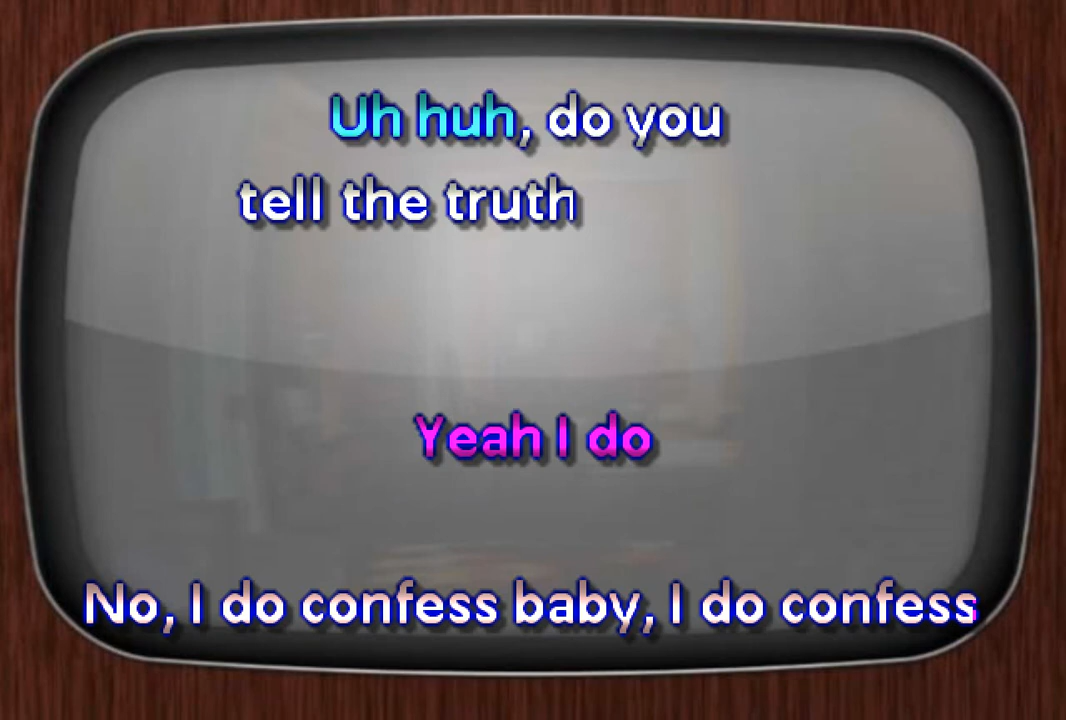 Uh huh, do you
tell the truth
Yeah I do
No, I do confess baby, I do confess